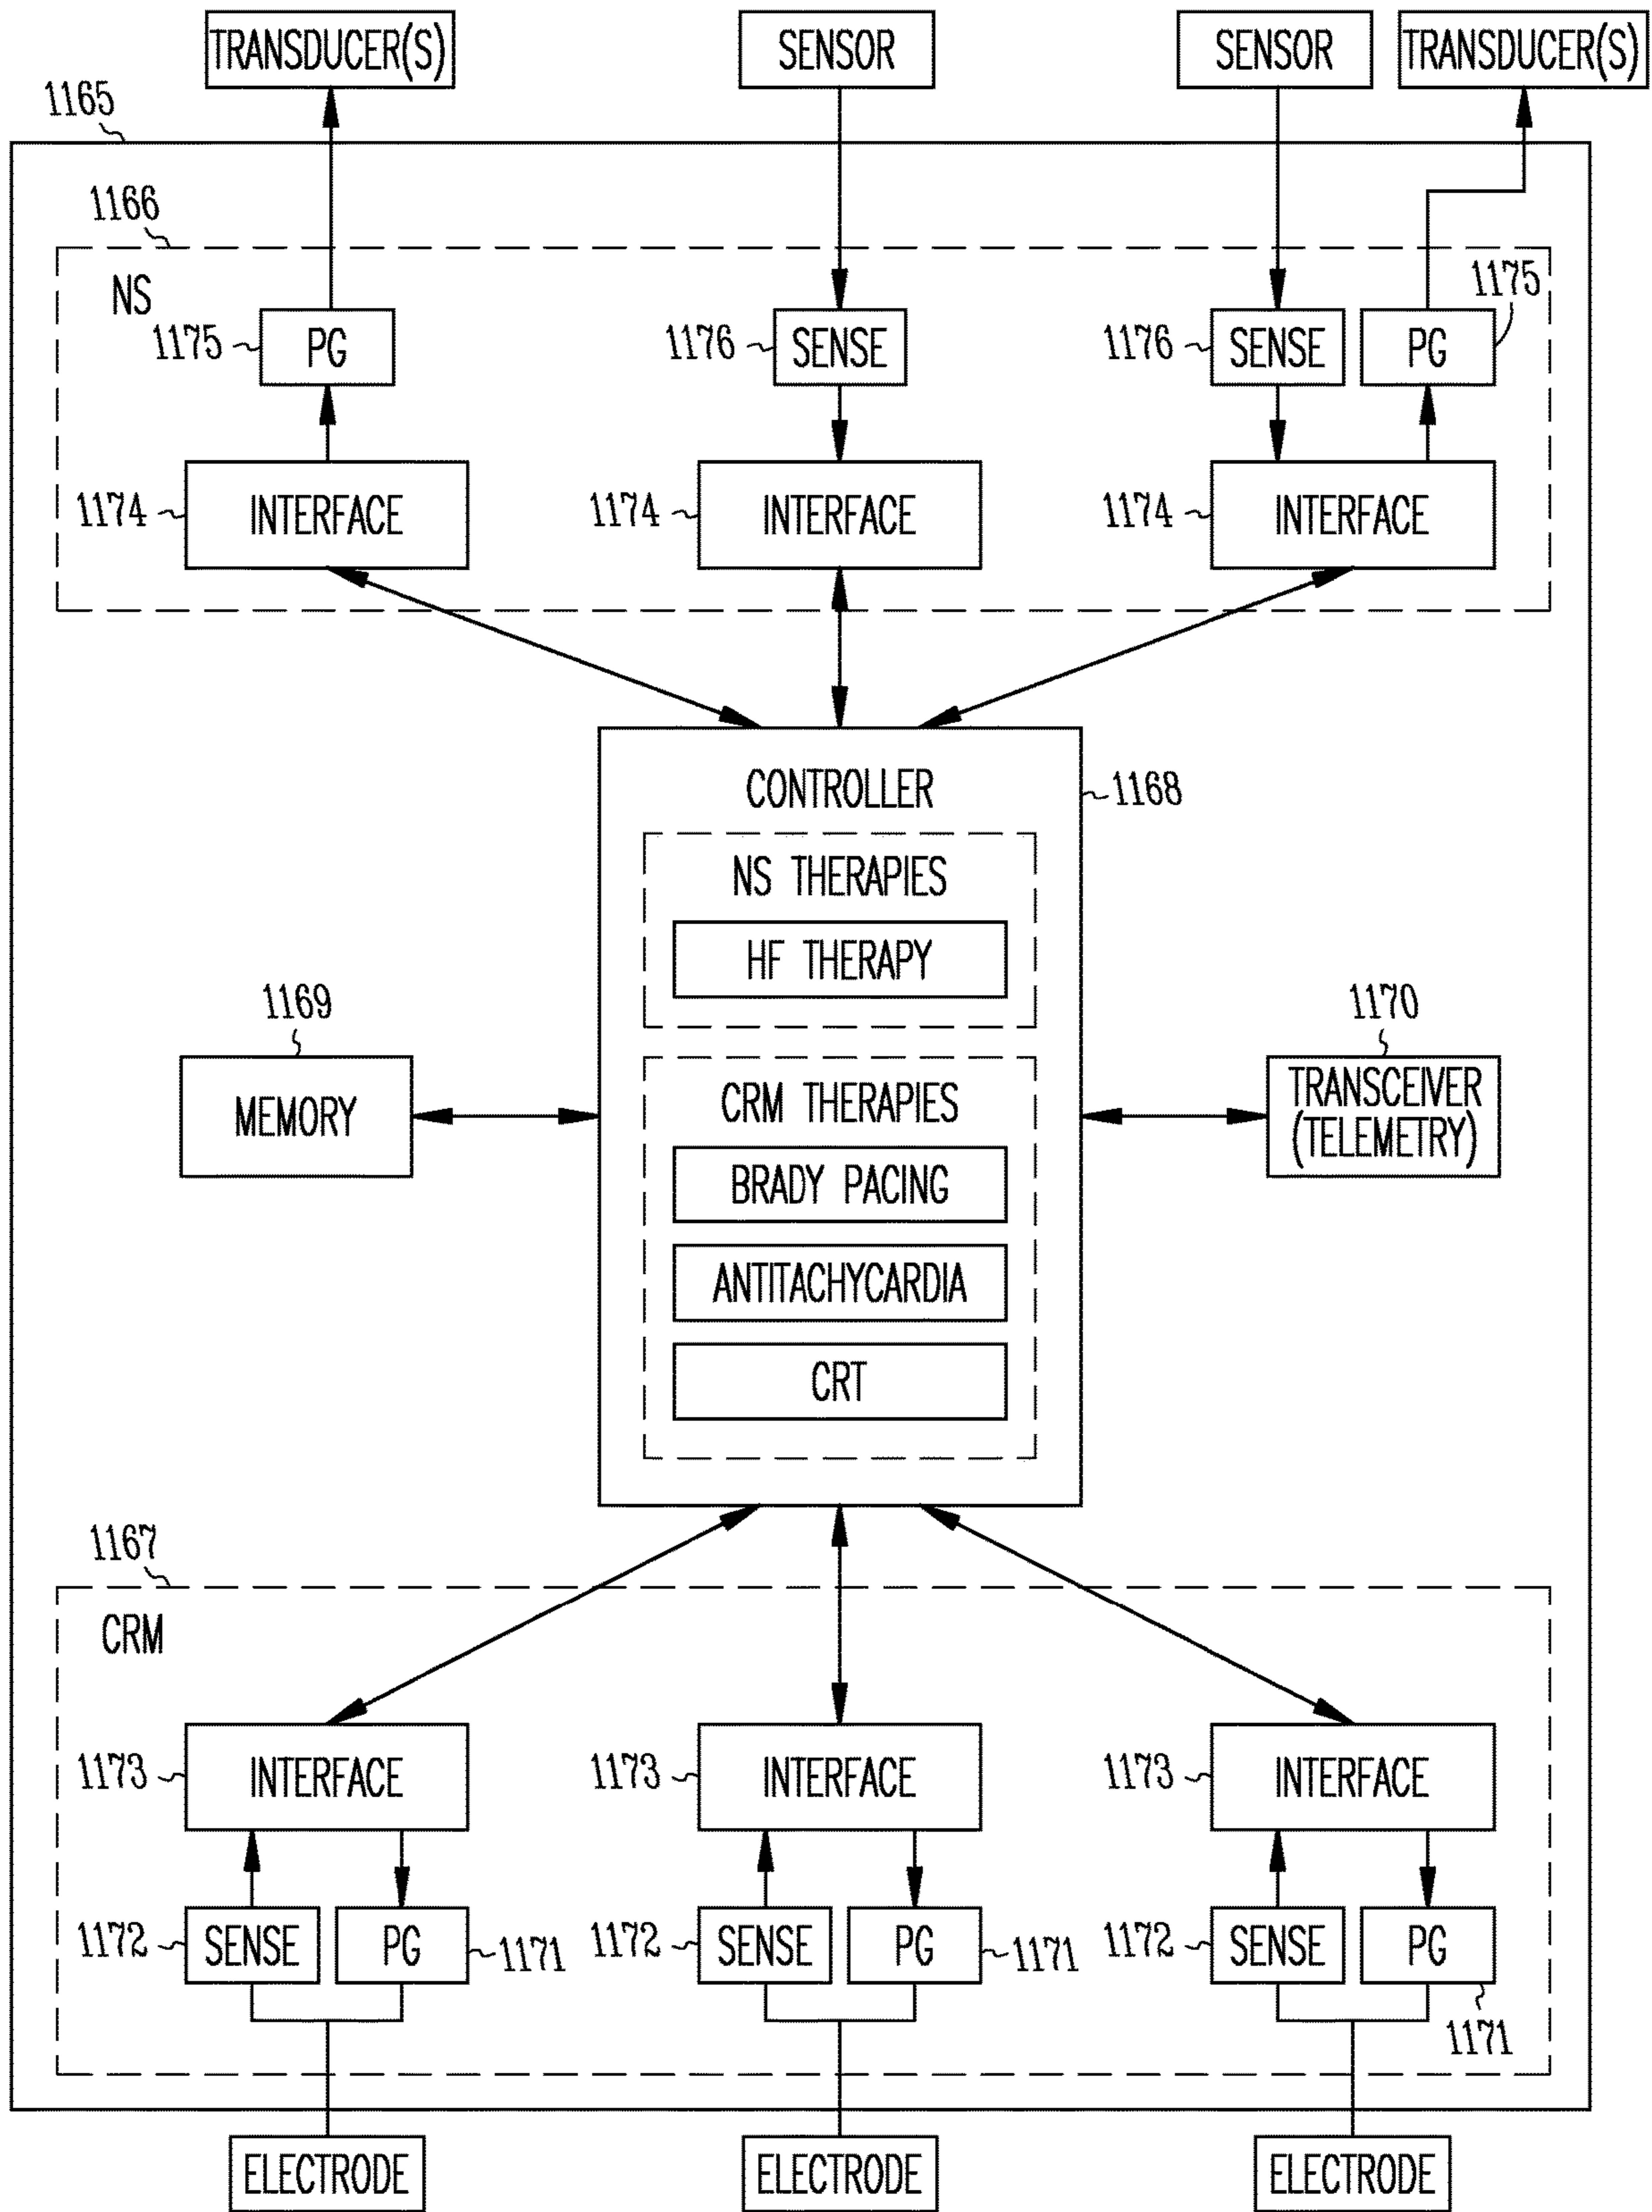 TRANSDUCER(S)
SENSOR
SENSOR
TRANSDUCER(S)
1165
1166
NS
1175
PG
1176
SENSE
1176
SENSE
PG
1175
1174
INTERFACE
1174
INTERFACE
1174
INTERFACE
CONTROLLER
1168
NS THERAPIES
HF THERAPY
1169
MEMORY
1170
TRANSCEIVER
(TELEMETRY)
CRM THERAPIES
BRADY PACING
ANTITACHYCARDIA
CRT
1167
CRM
1173
INTERFACE
1173
INTERFACE
1173
INTERFACE
1172
SENSE
PG
1171
1172
SENSE
PG
1171
1172
SENSE
PG
1171
ELECTRODE
ELECTRODE
ELECTRODE